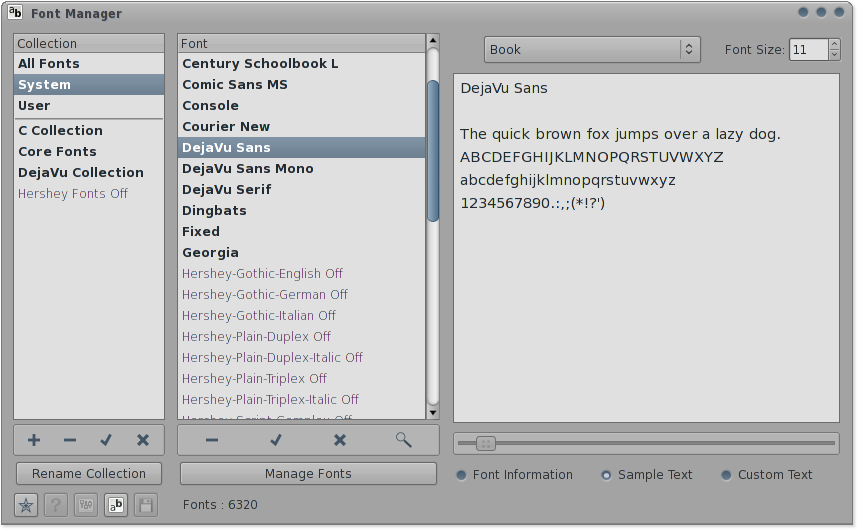 Font Manager
Collection
All Fonts
System
User
C Collection
Core Fonts
DejaVu Collection
Hershey Fonts Off
Rename Collection
Font
Century Schoolbook L
Comic Sans MS
Console
Courier New
DejaVu Sans
DejaVu Sans Mono
DejaVu Serif
Dingbats
Fixed
Georgia
Hershey-Gothic-English Off
Hershey-Gothic-German Off
Hershey-Gothic-Italian Off
Hershey-Plain-Duplex Off
Hershey-Plain-Duplex-Italic Off
Hershey-Plain-Triplex Off
Hershey-Plain-Triplex-Italic Off
Hershey-Script-Complex Off
Manage Fonts
Fonts : 6320
Book
Font Size: 11
DejaVu Sans
The quick brown fox jumps over a lazy dog.
ABCDEFGHIJKLMNOPQRSTUVWXYZ
abcdefghijklmnopqrstuvwxyz
1234567890.:,;(*!?')
Font Information
Sample Text
Custom Text